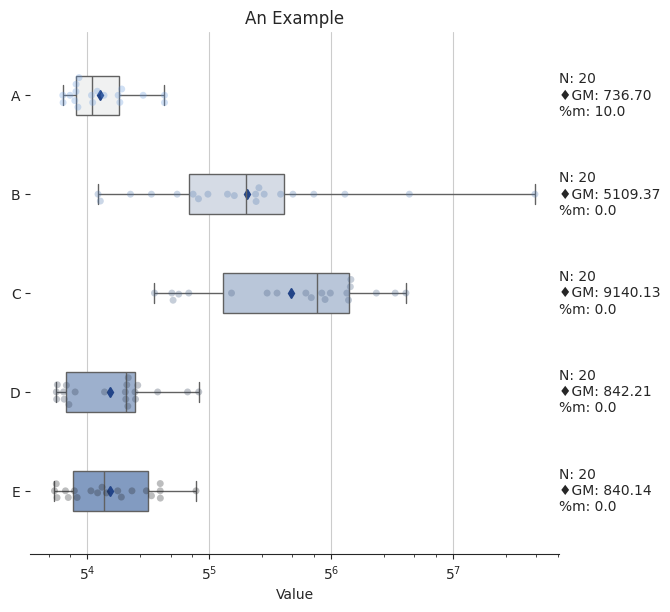 An Example
A
N: 20
♦GM: 736.70
%m: 10.0
B
N: 20
♦GM: 5109.37
%m: 0.0
C
N: 20
♦GM: 9140.13
%m: 0.0
D
N: 20
♦GM: 842.21
%m: 0.0
E
N: 20
♦GM: 840.14
%m: 0.0
5⁴ 5⁵ 5⁶ 5⁷
Value